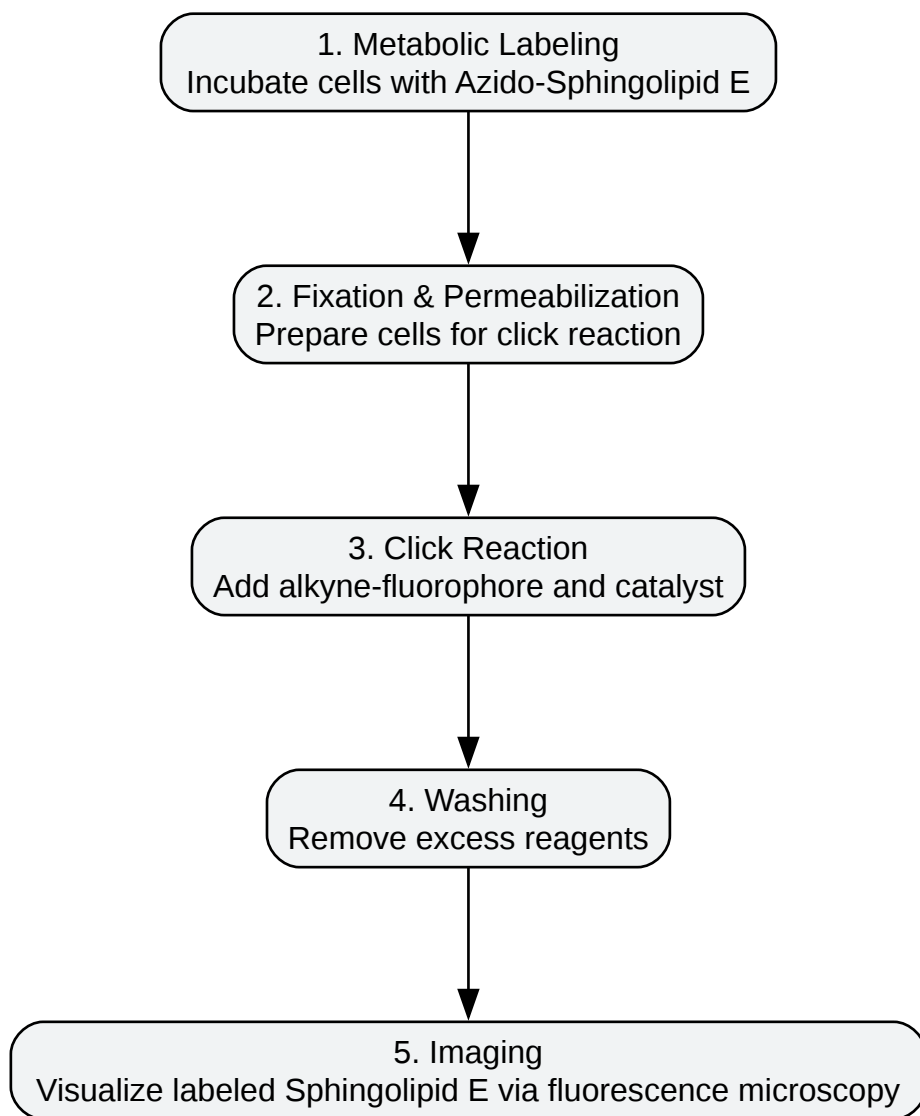 1. Metabolic Labeling
Incubate cells with Azido-Sphingolipid E
2. Fixation & Permeabilization
Prepare cells for click reaction
3. Click Reaction
Add alkyne-fluorophore and catalyst
4. Washing
Remove excess reagents
5. Imaging
Visualize labeled Sphingolipid E via fluorescence microscopy